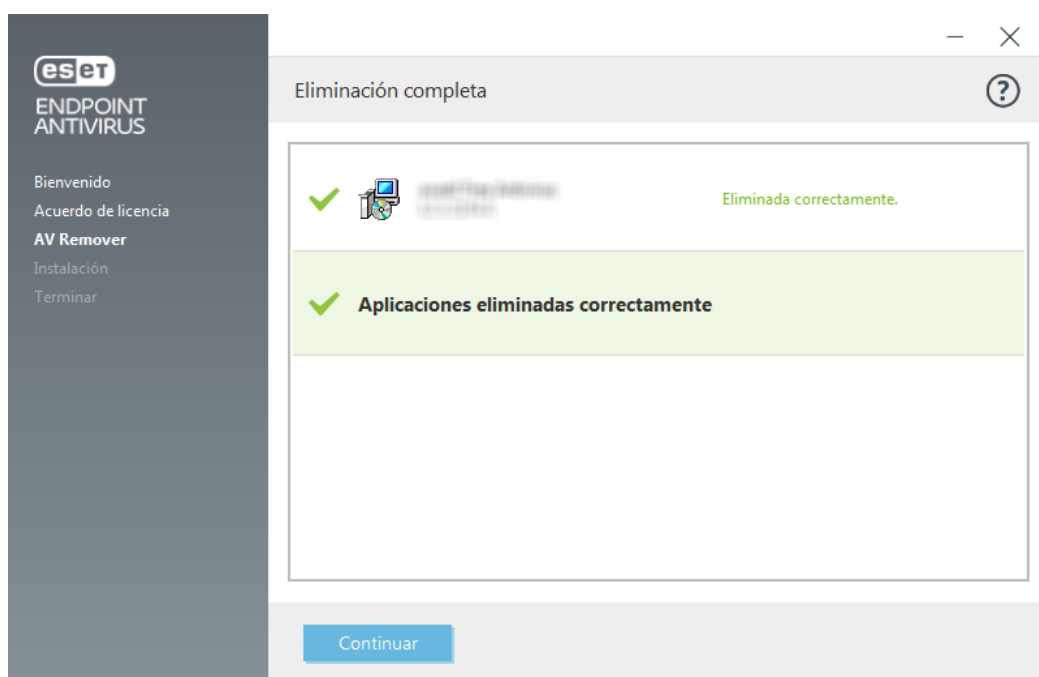 eset
ENDPOINT
ANTIVIRUS
Bienvenido
Acuerdo de licencia
AV Remover
Instalación
Terminar
Eliminación completa
?
Eliminada correctamente.
Aplicaciones eliminadas correctamente
Continuar